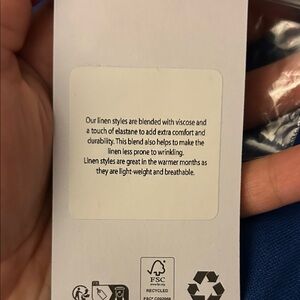 Our linen styles are blended with viscose and
a touch of elastane to add extra comfort and
durability. This blend also helps to make the
linen less prone to wrinkling.
Linen styles are great in the warmer months as
they are light-weight and breathable.
FSC
RECYCLED